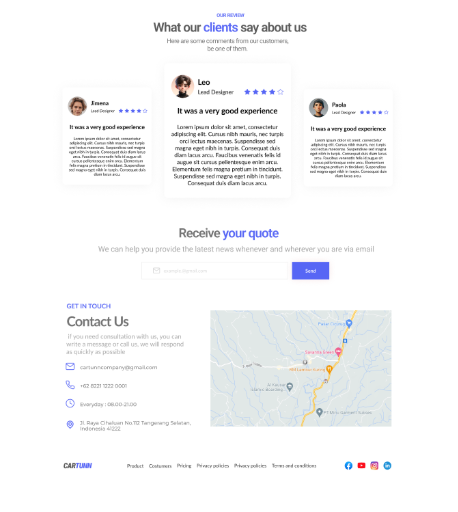 OUR REVIEW
What our clients say about us
Here are some comments from our customers,
be one of them.
Jimena
Lead Designer
It was a very good experience
Lorem ipsum dolor sit amet, consectetur
adipiscing elit. Cursus nibh mauris, nec turpis
orci lectus maecenas. Suspendisse sed magna
eget nibh in turpis. Consequat duis diam lacus
arcu. Faucibus venenatis felis id augue sit
cursus pellentesque enim arcu. Elementum
felis magna pretium in tincidunt. Suspendisse
sed magna eget nibh in turpis. Consequat duis
diam lacus arcu.
Leo
Lead Designer
It was a very good experience
Lorem ipsum dolor sit amet, consectetur
adipiscing elit. Cursus nibh mauris, nec turpis
orci lectus maecenas. Suspendisse sed
magna eget nibh in turpis. Consequat duis
diam lacus arcu. Faucibus venenatis felis id
augue sit cursus pellentesque enim arcu.
Elementum felis magna pretium in tincidunt.
Suspendisse sed magna eget nibh in turpis.
Consequat duis diam lacus arcu.
Paola
Lead Designer
It was a very good experience
Lorem ipsum dolor sit amet, consectetur
adipiscing elit. Cursus nibh mauris, nec turpis
orci lectus maecenas. Suspendisse sed magna
eget nibh in turpis. Consequat duis diam lacus
arcu. Faucibus venenatis felis id augue sit
cursus pellentesque enim arcu. Elementum
felis magna pretium in tincidunt. Suspendisse
sed magna eget nibh in turpis. Consequat duis
diam lacus arcu.
Receive your quote
We can help you provide the latest news whenever and wherever you are via email
Send
GET IN TOUCH
Contact Us
If you need consultation with us, you can
write a message or call us, we will respond
as quickly as possible
cartunncompany@gmail.com
+62 8221 1222 0001
Everyday : 08.00-21.00
Jl. Raya Cihaluan No.112 Tangerang Selatan,
Indonesia 41222
CARTUNN
Product
Costumers
Pricing
Privacy policies
Privacy policies
Terms and conditions